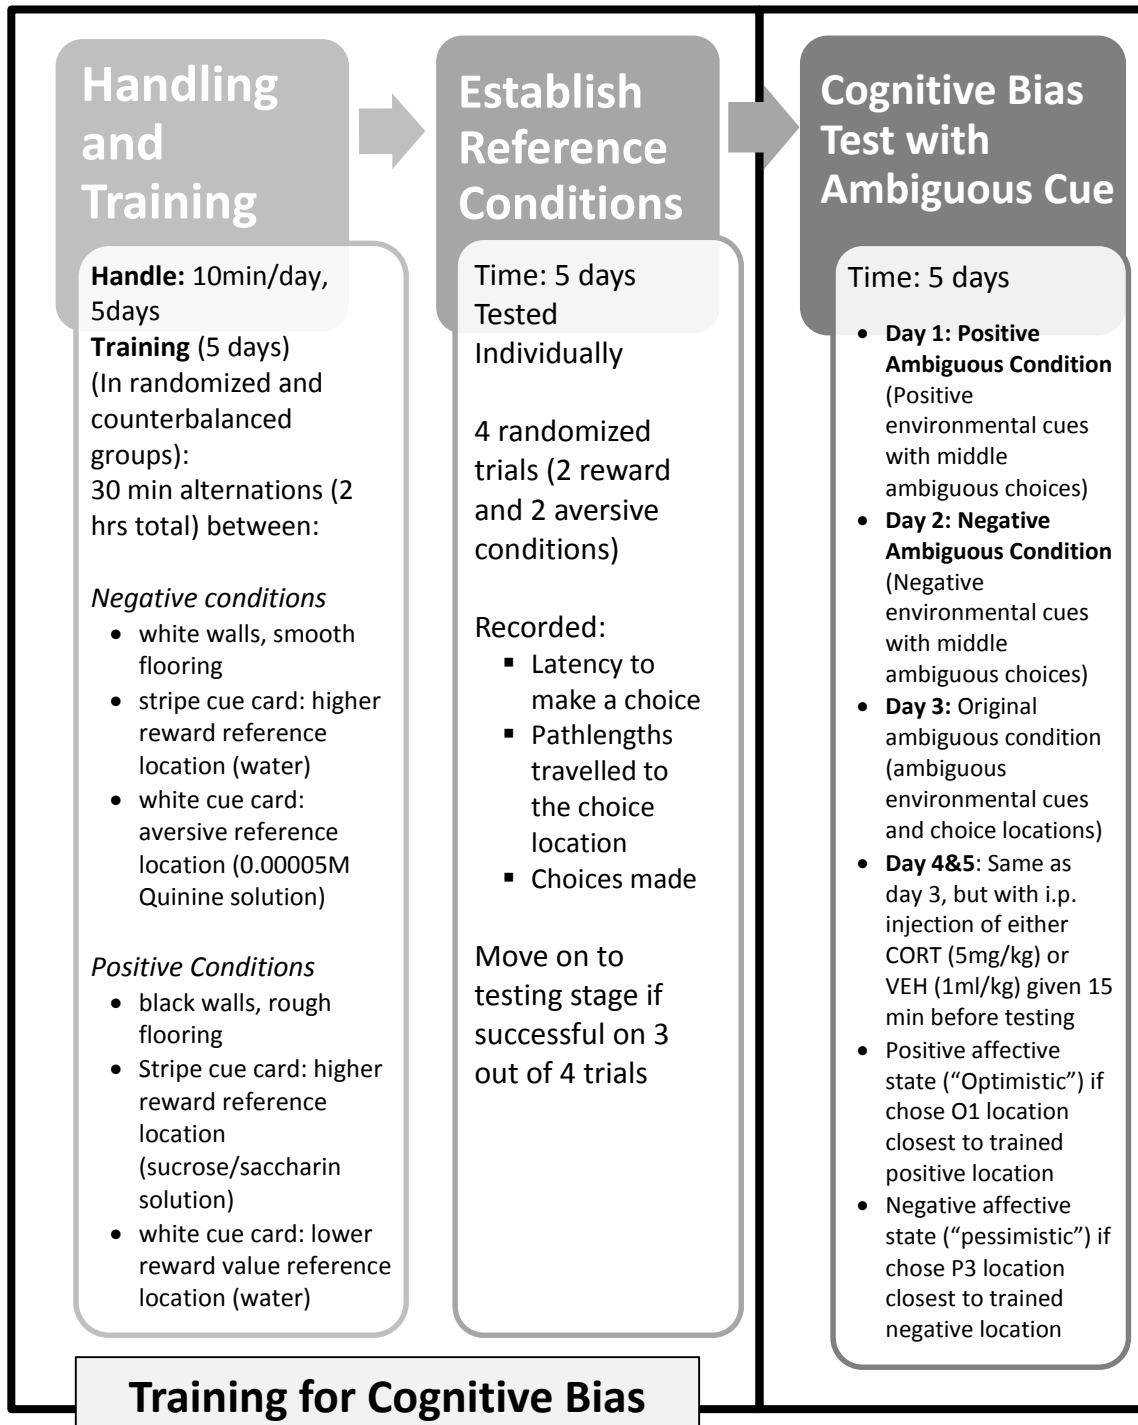 Handling
and
Training
Handle: 10min/day,
5days
Training (5 days)
(In randomized and
counterbalanced
groups):
30 min alternations (2
hrs total) between:
Negative conditions
• white walls, smooth
flooring
• stripe cue card: higher
reward reference
location (water)
• white cue card:
aversive reference
location (0.00005M
Quinine solution)
Positive Conditions
• black walls, rough
flooring
• Stripe cue card: higher
reward reference
location
(sucrose/saccharin
solution)
• white cue card: lower
reward value reference
location (water)
Establish
Reference
Conditions
Time: 5 days
Tested
Individually
4 randomized
trials (2 reward
and 2 aversive
conditions)
Recorded:
▪ Latency to
make a choice
▪ Pathlengths
travelled to
the choice
location
▪ Choices made
Move on to
testing stage if
successful on 3
out of 4 trials
Training for Cognitive Bias
Cognitive Bias
Test with
Ambiguous Cue
Time: 5 days
• Day 1: Positive
Ambiguous Condition
(Positive
environmental cues
with middle
ambiguous choices)
• Day 2: Negative
Ambiguous Condition
(Negative
environmental cues
with middle
ambiguous choices)
• Day 3: Original
ambiguous condition
(ambiguous
environmental cues
and choice locations)
• Day 4&5: Same as
day 3, but with i.p.
injection of either
CORT (5mg/kg) or
VEH (1ml/kg) given 15
min before testing
• Positive affective
state (“Optimistic”) if
chose O1 location
closest to trained
positive location
• Negative affective
state (“pessimistic”) if
chose P3 location
closest to trained
negative location